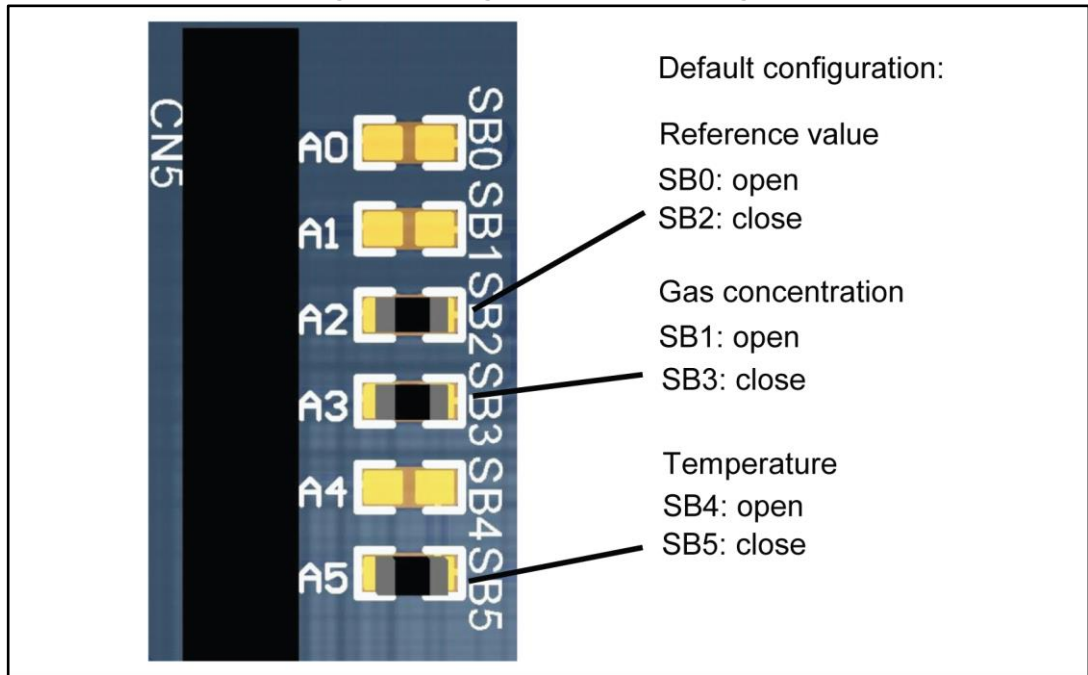 CN5
A0
SB0
A1
SB1
A2
SB2
A3
SB3
A4
SB4
A5
SB5
Default configuration:
Reference value
SB0: open
SB2: close
Gas concentration
SB1: open
SB3: close
Temperature
SB4: open
SB5: close